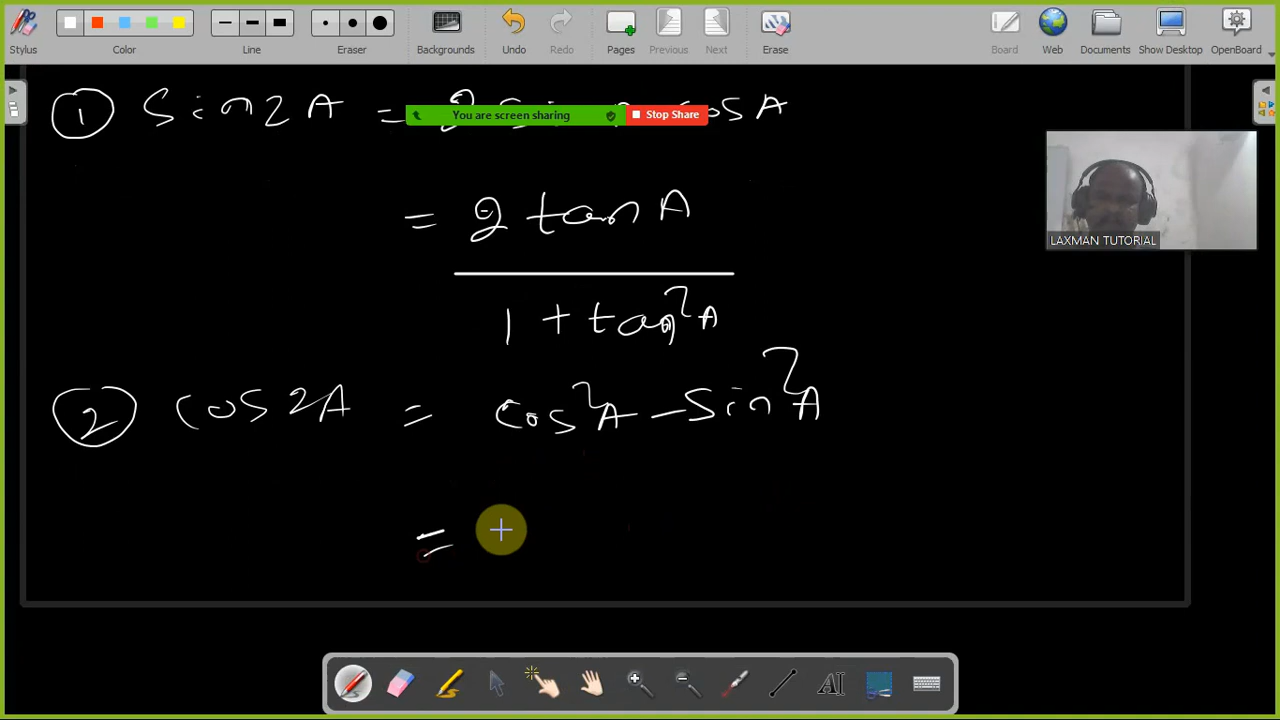 Stylus Color Line Eraser Backgrounds Undo Redo Pages Previous Next Erase Board Web Documents Show Desktop OpenBoard
① Sin2A = 2 cosA
You are screen sharing Stop Share
= 2 tanA
1 + tan²A
LAXMAN TUTORIAL
② cos2A = cos²A - Sin²A
=